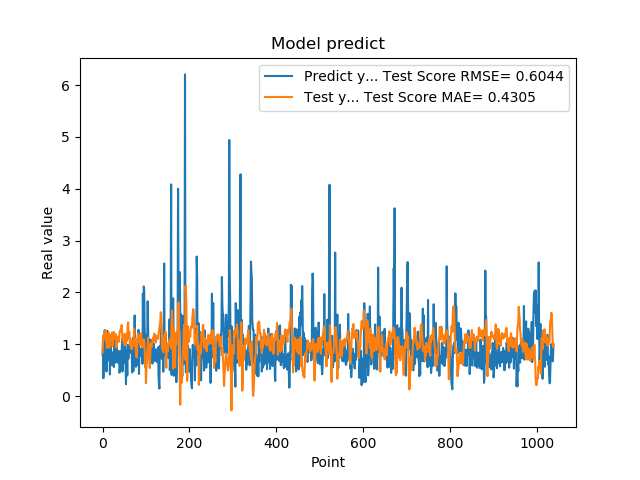 Model predict
Predict y... Test Score RMSE= 0.6044
Test y... Test Score MAE= 0.4305
6
5
4
3
2
1
0
Real value
0 200 400 600 800 1000
Point